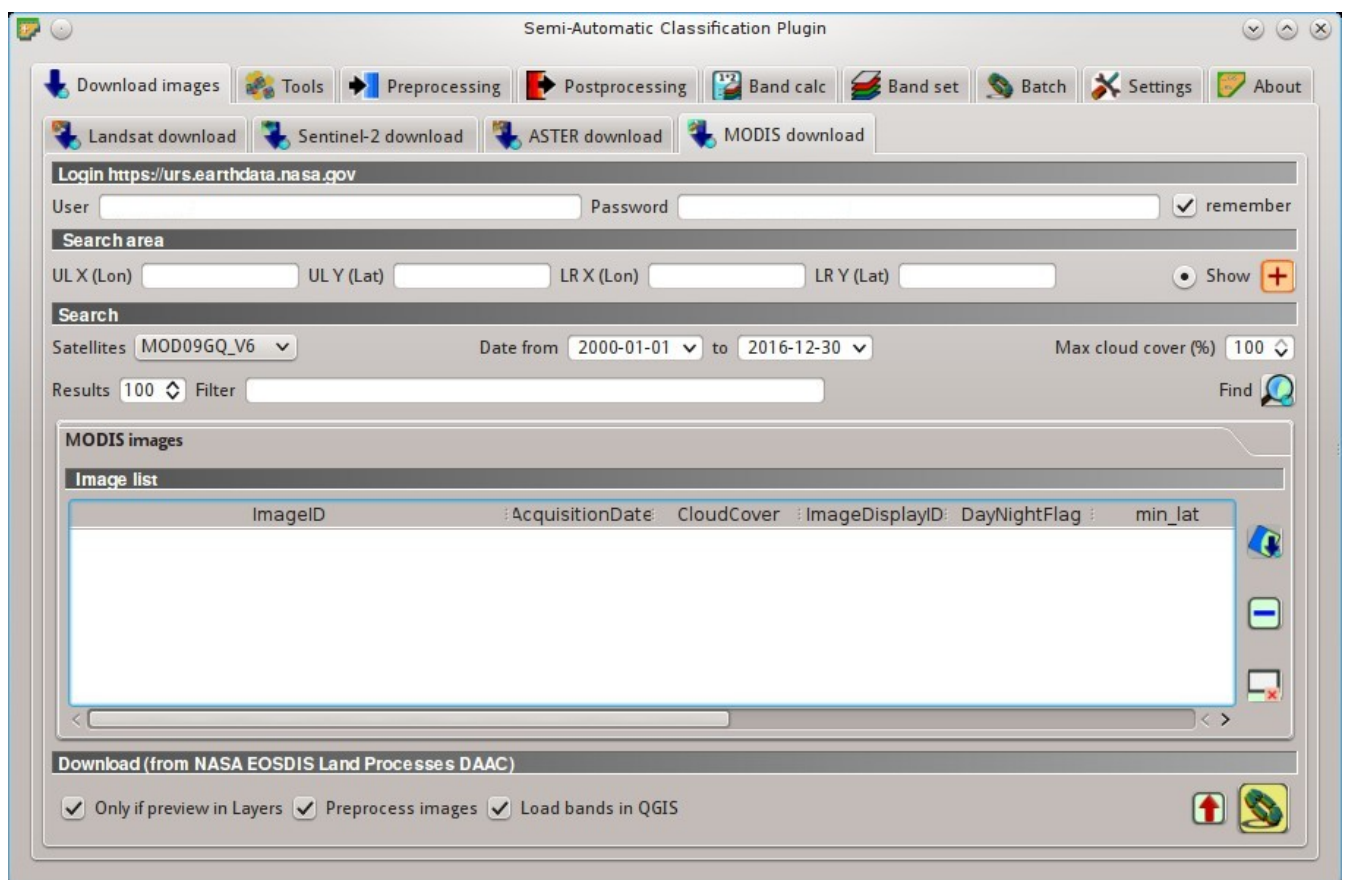 Semi-Automatic Classification Plugin
Download images Tools Preprocessing Postprocessing Band calc Band set Batch Settings About
Landsat download Sentinel-2 download ASTER download MODIS download
Login https://urs.earthdata.nasa.gov
User Password remember
Search area
UL X (Lon) UL Y (Lat) LR X (Lon) LR Y (Lat) Show
Search
Satellites MOD09GQ_V6 Date from 2000-01-01 to 2016-12-30 Max cloud cover (%) 100
Results 100 Filter Find
MODIS images
Image list
ImageID AcquisitionDate CloudCover ImageDisplayID DayNightFlag min_lat
Download (from NASA EOSDIS Land Processes DAAC)
Only if preview in Layers Preprocess images Load bands in QGIS